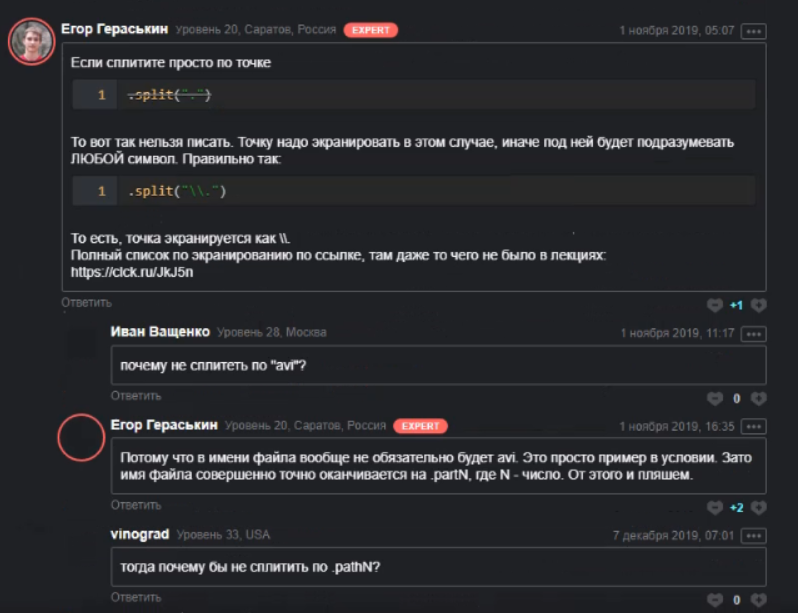 Егор Гераськин Уровень 20, Саратов, Россия EXPERT 1 ноября 2019, 05:07
Если сплитите просто по точке
1 .split(".")
То вот так нельзя писать. Точку надо экранировать в этом случае, иначе под ней будет подразумевать
ЛЮБОЙ символ. Правильно так:
1 .split("\\.")
То есть, точка экранируется как \\.
Полный список по экранированию по ссылке, там даже то чего не было в лекциях:
https://clck.ru/JkJ5n
Ответить +1
Иван Ващенко Уровень 28, Москва 1 ноября 2019, 11:17
почему не сплитеть по "avi"?
Ответить 0
Егор Гераськин Уровень 20, Саратов, Россия EXPERT 1 ноября 2019, 16:35
Потому что в имени файла вообще не обязательно будет avi. Это просто пример в условии. Зато
имя файла совершенно точно оканчивается на .partN, где N - число. От этого и пляшем.
Ответить +2
vinograd Уровень 33, USA 7 декабря 2019, 07:01
тогда почему бы не сплитить по .pathN?
Ответить 0